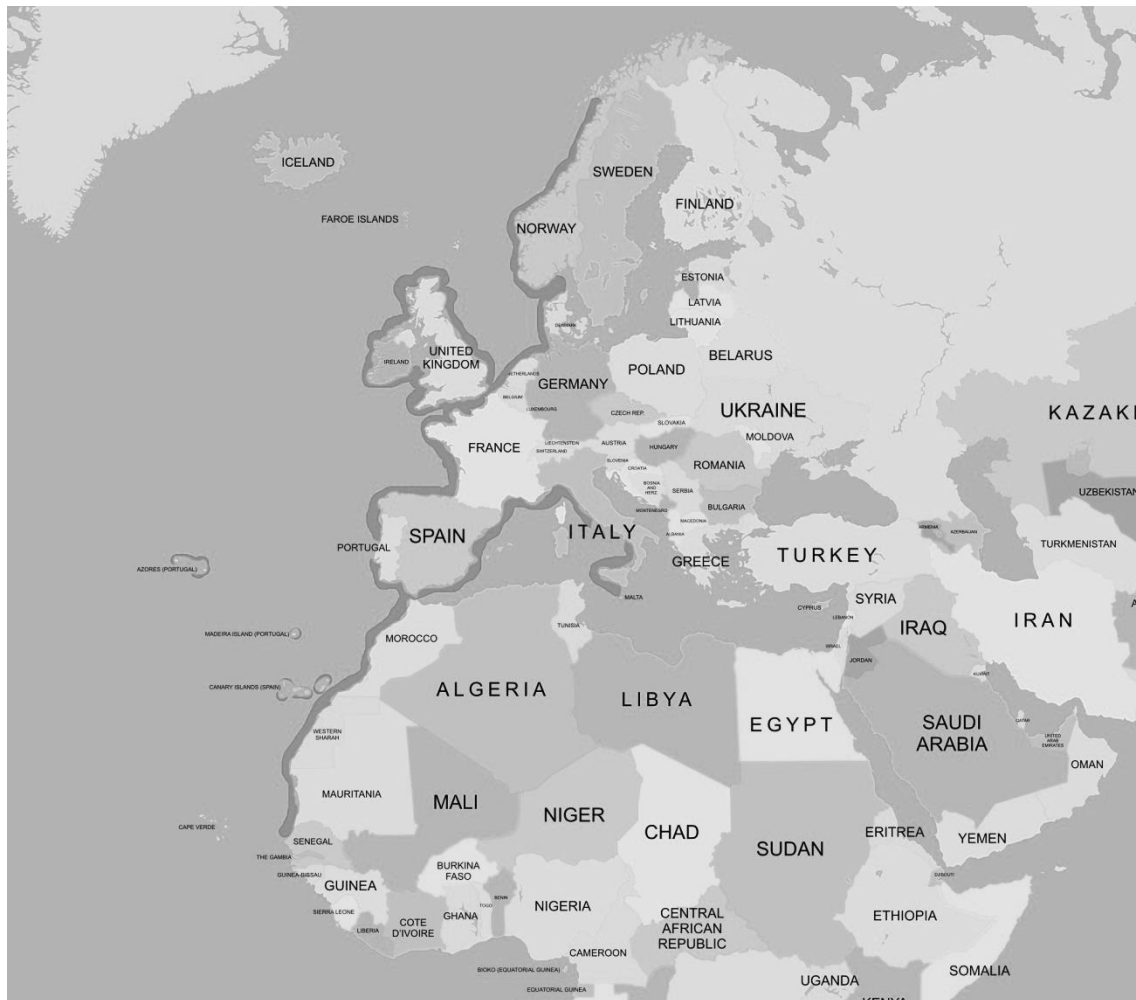 ICELAND
SWEDEN
FINLAND
FAROE ISLANDS
NORWAY
ESTONIA
LATVIA
LITHUANIA
DENMARK
UNITED
KINGDOM
IRELAND
BELARUS
NETHERLANDS
POLAND
GERMANY
BELGIUM
LUXEMBOURG
KAZAKH
CZECH REP.
UKRAINE
SLOVAKIA
MOLDOVA
FRANCE
LIECHTENSTEIN
SWITZERLAND
AUSTRIA
HUNGARY
SLOVENIA
ROMANIA
CROATIA
BOSNIA
AND
HERZ
SERBIA
UZBEKISTAN
MONTENEGRO
BULGARIA
MACEDONIA
ITALY
SPAIN
ALBANIA
ARMENIA
AZERBAIJAN
PORTUGAL
TURKMENISTAN
TURKEY
GREECE
AZORES (PORTUGAL)
MALTA
SYRIA
CYPRUS
LEBANON
IRAN
IRAQ
TUNISIA
MADEIRA ISLAND (PORTUGAL)
MOROCCO
ISRAEL
JORDAN
KUWAIT
CANARY ISLANDS (SPAIN)
ALGERIA
LIBYA
EGYPT
SAUDI
ARABIA
QATAR
UNITED
ARAB
EMIRATES
WESTERN
SHARAH
OMAN
MAURITANIA
MALI
NIGER
CAPE VERDE
CHAD
ERITREA
YEMEN
SENEGAL
SUDAN
THE GAMBIA
BURKINA
FASO
GUINEA-BISSAU
DJIBOUTI
GUINEA
BENIN
TOGO
NIGERIA
SIERRA LEONE
GHANA
COTE
D'IVOIRE
LIBERIA
CENTRAL
AFRICAN
REPUBLIC
ETHIOPIA
CAMEROON
BIOKO (EQUATORIAL GUINEA)
SOMALIA
UGANDA
EQUATORIAL GUINEA
KENYA